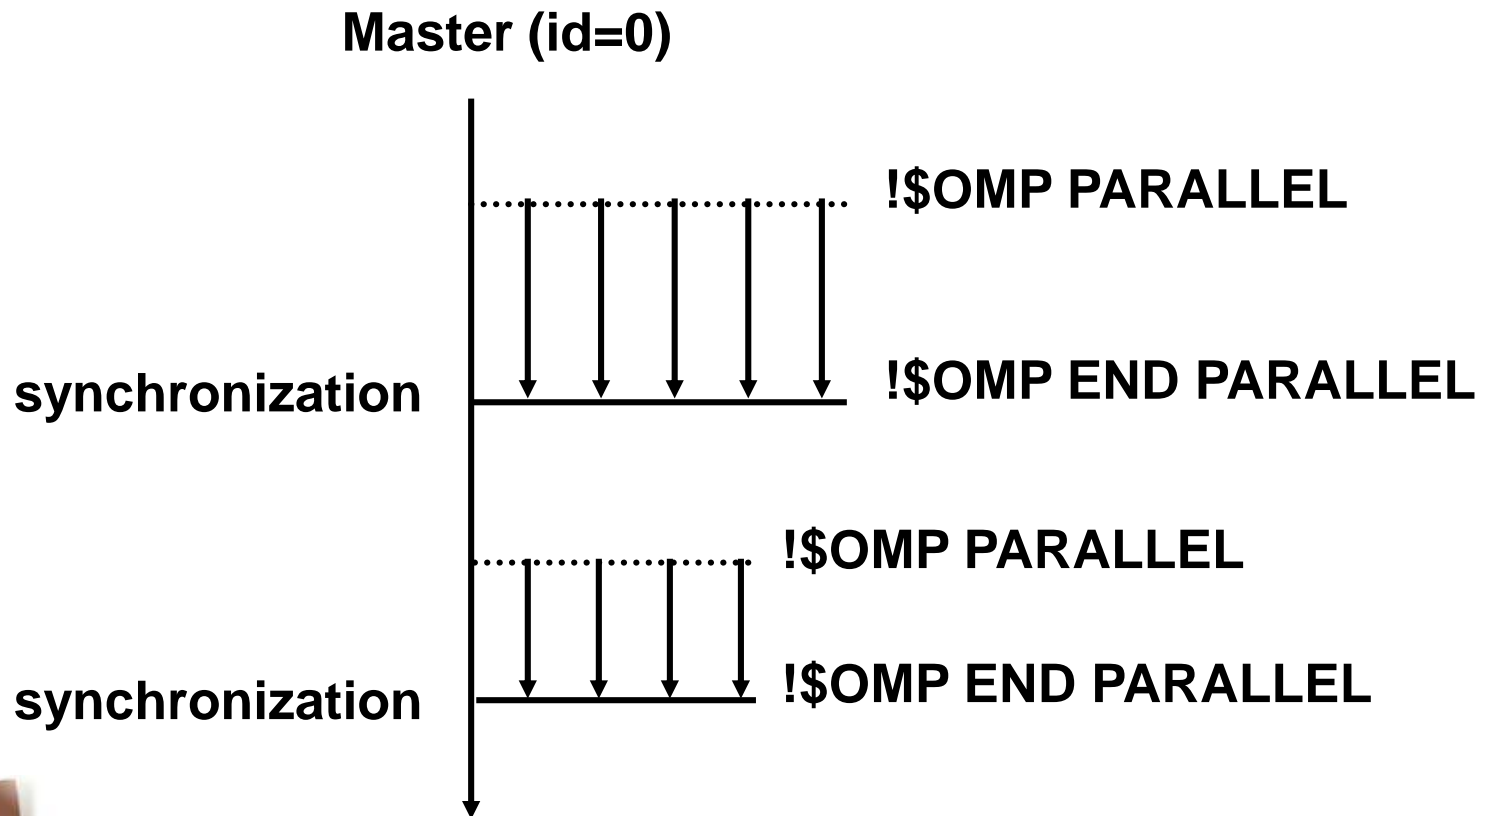 Master (id=0)
!$OMP PARALLEL
synchronization
!$OMP END PARALLEL
!$OMP PARALLEL
synchronization
!$OMP END PARALLEL